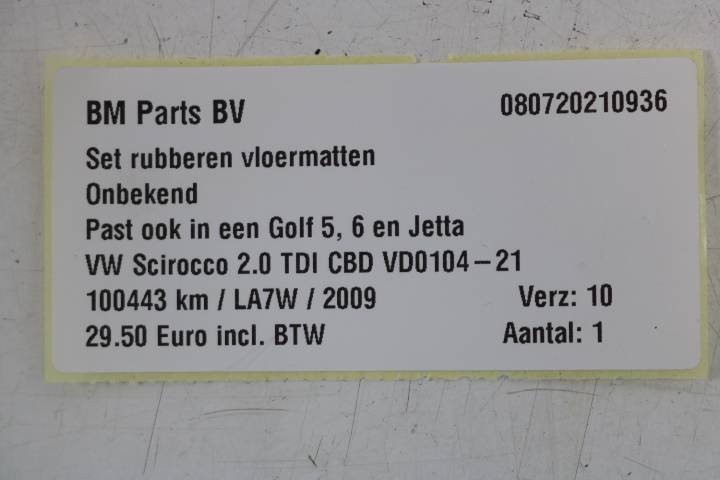 BM Parts BV 080720210936
Set rubberen vloermatten
Onbekend
Past ook in een Golf 5, 6 en Jetta
VW Scirocco 2.0 TDI CBD VD0104-21
100443 km / LA7W / 2009 Verz: 10
29.50 Euro incl. BTW Aantal: 1